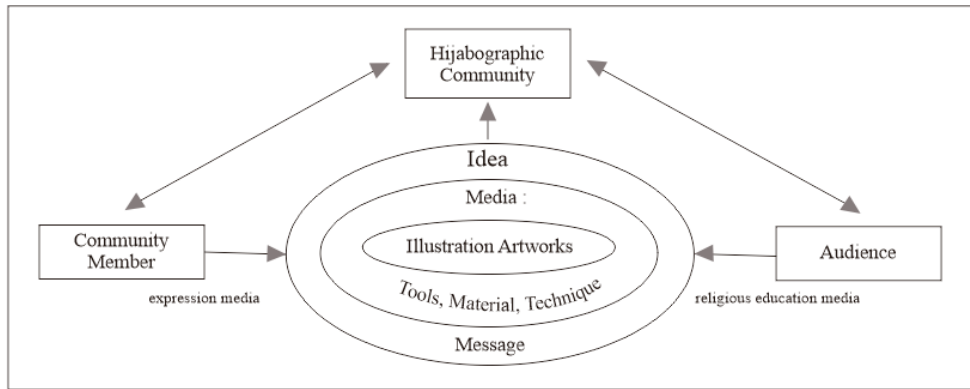 Hijabographic
Community
Idea
Media :
Illustration Artworks
Tools, Material, Technique
Message
Community
Member
expression media
Audience
religious education media